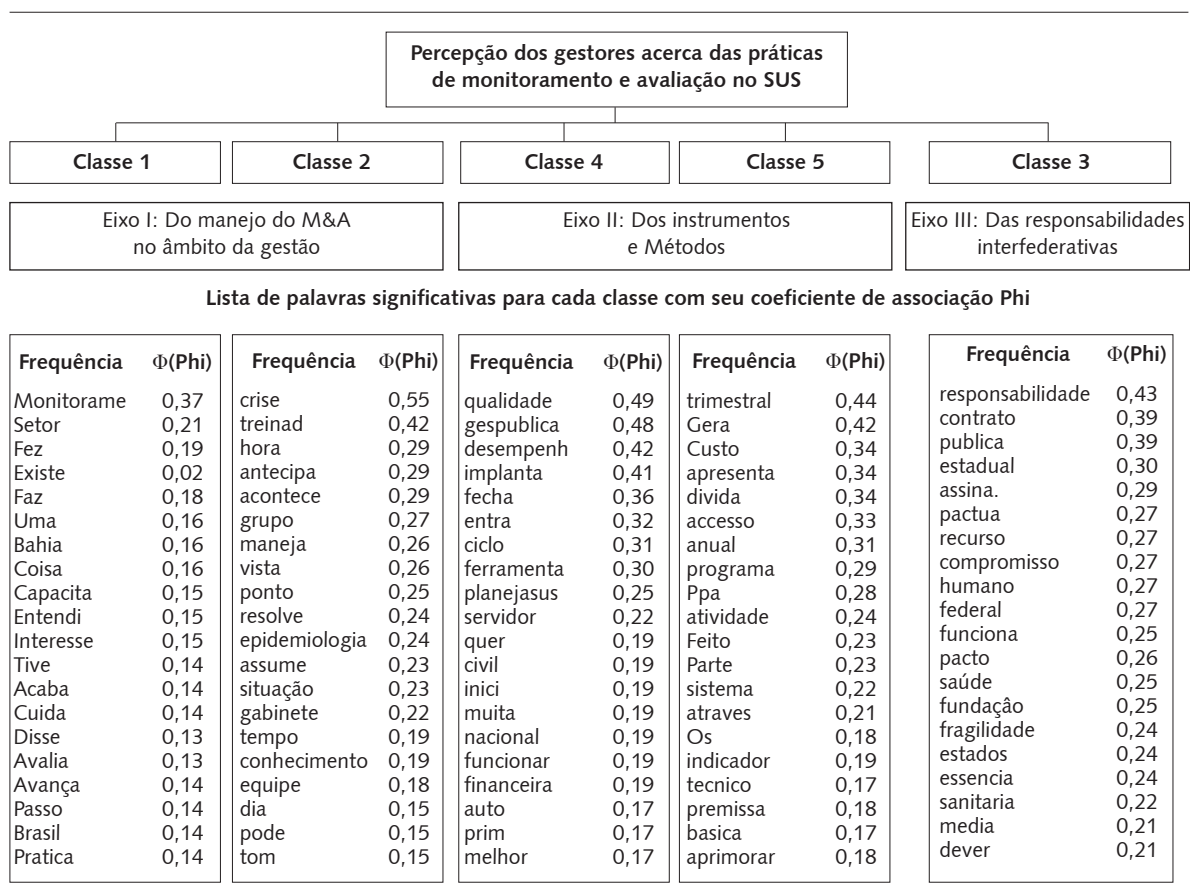 Percepção dos gestores acerca das práticas
de monitoramento e avaliação no SUS
Classe 1
Classe 2
Classe 4
Classe 5
Classe 3
Eixo I: Do manejo do M&A
no âmbito da gestão
Eixo II: Dos instrumentos
e Métodos
Eixo III: Das responsabilidades
interfederativas
Lista de palavras significativas para cada classe com seu coeficiente de associação Phi
Frequência Φ(Phi)
Monitorame 0,37
Setor 0,21
Fez 0,19
Existe 0,02
Faz 0,18
Uma 0,16
Bahia 0,16
Coisa 0,16
Capacita 0,15
Entendi 0,15
Interesse 0,15
Tive 0,14
Acaba 0,14
Cuida 0,14
Disse 0,13
Avalia 0,13
Avança 0,14
Passo 0,14
Brasil 0,14
Pratica 0,14
Frequência Φ(Phi)
crise 0,55
treinad 0,42
hora 0,29
antecipa 0,29
acontece 0,29
grupo 0,27
maneja 0,26
vista 0,26
ponto 0,25
resolve 0,24
epidemiologia 0,24
assume 0,23
situação 0,23
gabinete 0,22
tempo 0,19
conhecimento 0,19
equipe 0,18
dia 0,15
pode 0,15
tom 0,15
Frequência Φ(Phi)
qualidade 0,49
gespublica 0,48
desempenh 0,42
implanta 0,41
fecha 0,36
entra 0,32
ciclo 0,31
ferramenta 0,30
planejasus 0,25
servidor 0,22
quer 0,19
civil 0,19
inici 0,19
muita 0,19
nacional 0,19
funcionar 0,19
financeira 0,19
auto 0,17
prim 0,17
melhor 0,17
Frequência Φ(Phi)
trimestral 0,44
Gera 0,42
Custo 0,34
apresenta 0,34
divida 0,34
accesso 0,33
anual 0,31
programa 0,29
Ppa 0,28
atividade 0,24
Feito 0,23
Parte 0,23
sistema 0,22
atraves 0,21
Os 0,18
indicador 0,19
tecnico 0,17
premissa 0,18
basica 0,17
aprimorar 0,18
Frequência Φ(Phi)
responsabilidade 0,43
contrato 0,39
publica 0,39
estadual 0,30
assina. 0,29
pactua 0,27
recurso 0,27
compromisso 0,27
humano 0,27
federal 0,27
funciona 0,25
pacto 0,26
saúde 0,25
fundaçâo 0,25
fragilidade 0,24
estados 0,24
essencia 0,24
sanitaria 0,22
media 0,21
dever 0,21